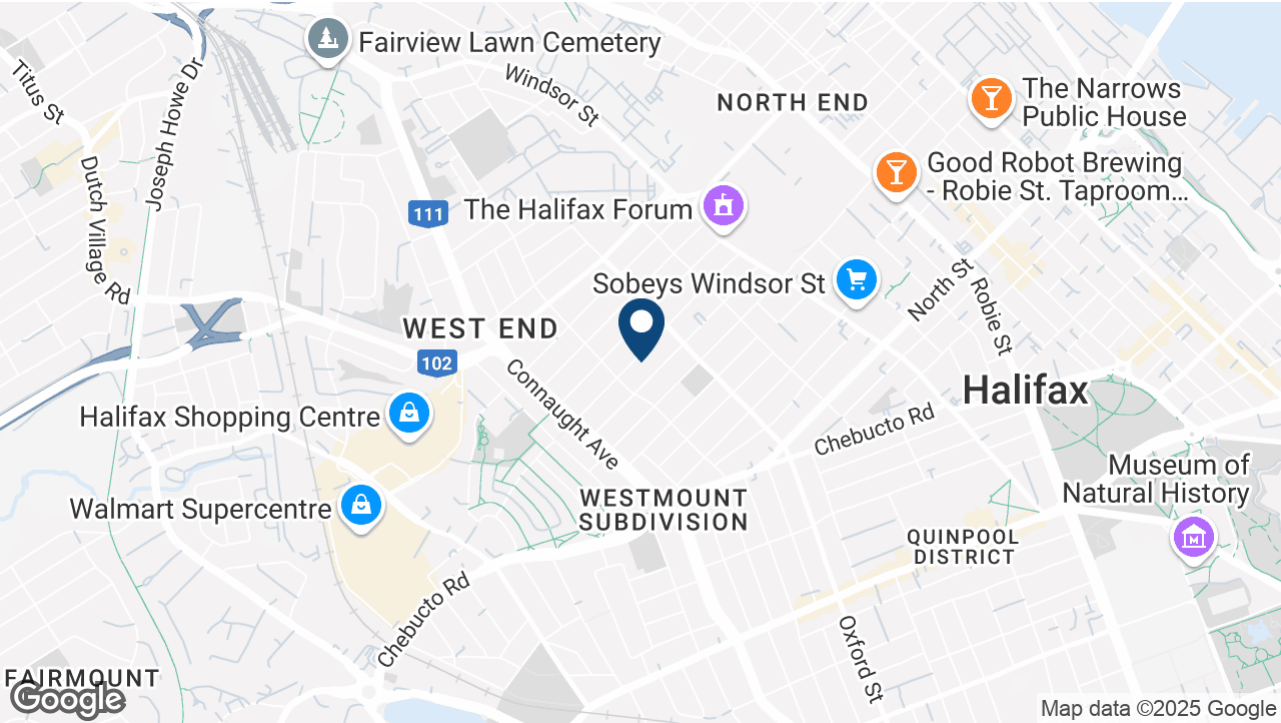 Fairview Lawn Cemetery
Titus St
Joseph Howe Dr
Windsor St
NORTH END
The Narrows
Public House
Dutch Village Rd
Good Robot Brewing
- Robie St. Taproom...
111
The Halifax Forum
Sobeys Windsor St
North St
Robie St
WEST END
102
Connaught Ave
Halifax
Halifax Shopping Centre
Chebucto Rd
Museum of
Natural History
WESTMOUNT
SUBDIVISION
Walmart Supercentre
QUINPOOL
DISTRICT
M
Chebucto Rd
Oxford St
FAIRMOUNT
Google
Map data ©2025 Google